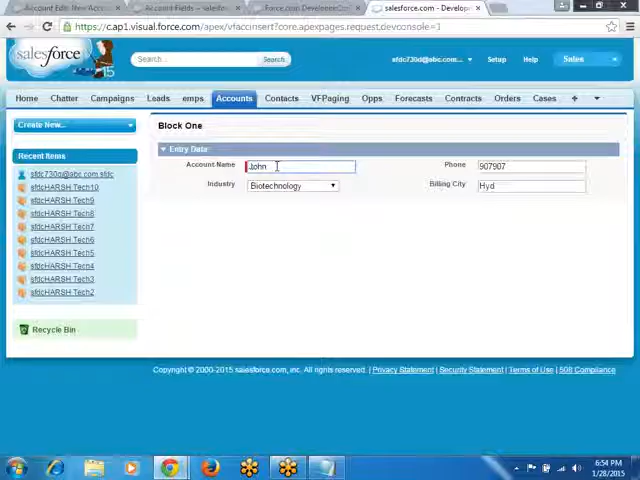 Account Edit: New Acco
Account Fields ~ salesfo
Force.com Developer Co
salesforce.com - Develope
https://c.ap1.visual.force.com/apex/vfaccinsert?core.apexpages.request.devconsole=1
salesforce
15
Search...
Search
sfdc730d@abc.com...
Setup
Help
Sales
Home Chatter Campaigns Leads emps Accounts Contacts VFPaging Opps Forecasts Contracts Orders Cases +
Create New...
Block One
Entry Data
Recent Items
Account Name John
Phone 907907
sfdc730d@abc.com.sfdc
Industry Biotechnology
Billing City Hyd
sfdcHARSH Tech10
sfdcHARSH Tech9
sfdcHARSH Tech8
sfdcHARSH Tech7
sfdcHARSH Tech6
sfdcHARSH Tech5
sfdcHARSH Tech4
sfdcHARSH Tech3
sfdcHARSH Tech2
Recycle Bin
Copyright © 2000-2015 salesforce.com, inc. All rights reserved. | Privacy Statement | Security Statement | Terms of Use | 508 Compliance
6:54 PM
1/28/2015